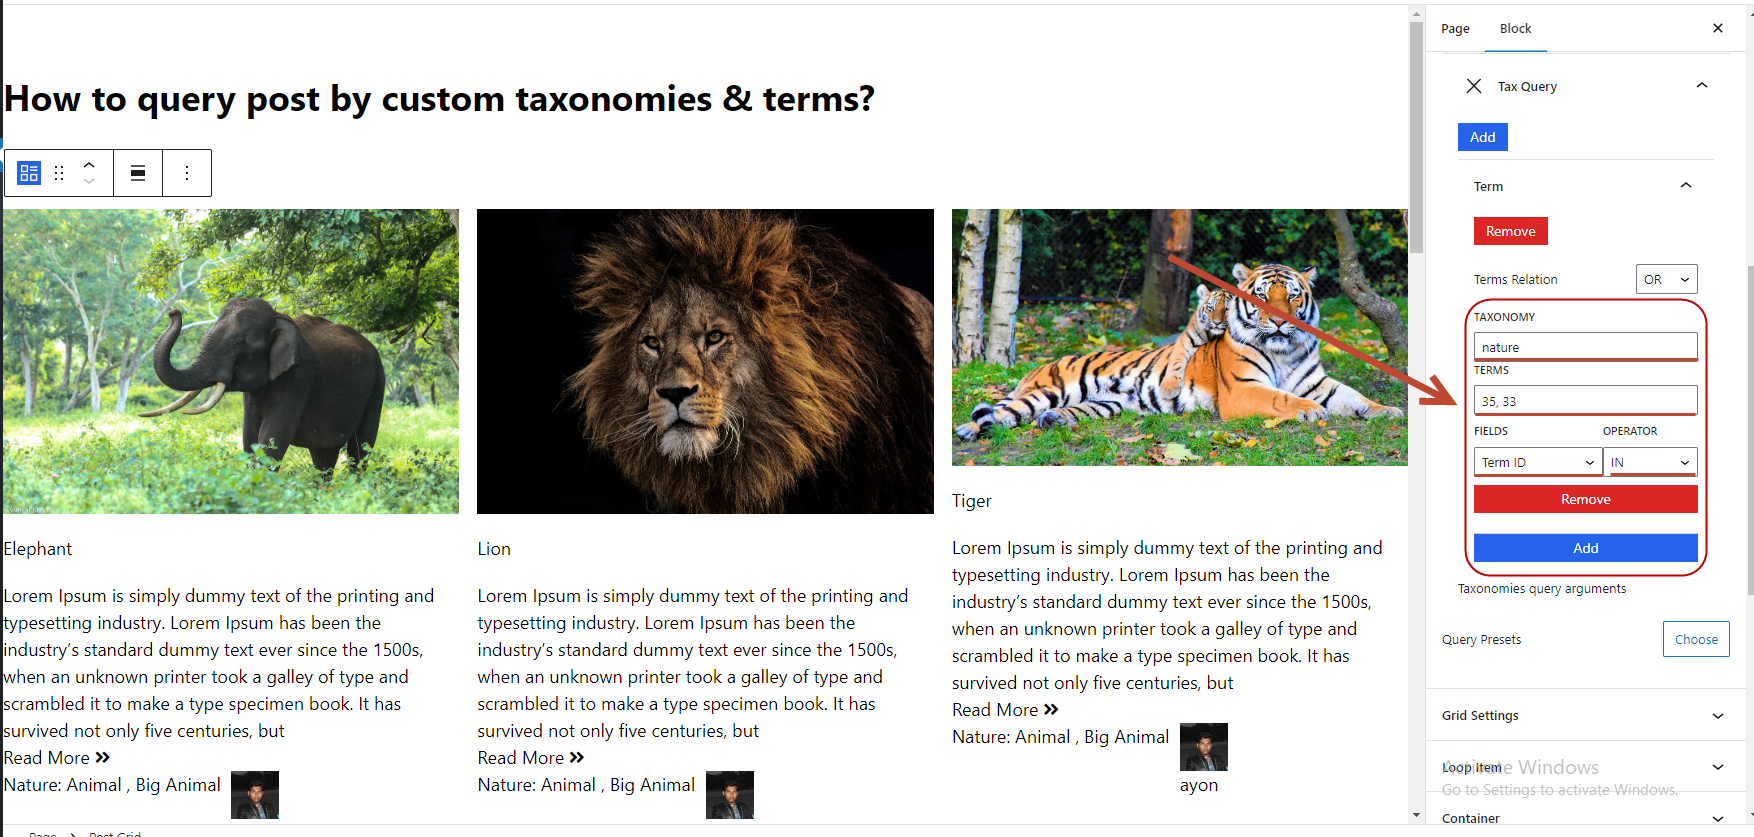 How to query post by custom taxonomies & terms?
Elephant
Lorem Ipsum is simply dummy text of the printing and
typesetting industry. Lorem Ipsum has been the
industry’s standard dummy text ever since the 1500s,
when an unknown printer took a galley of type and
scrambled it to make a type specimen book. It has
survived not only five centuries, but
Read More »
Nature: Animal , Big Animal
Lion
Lorem Ipsum is simply dummy text of the printing and
typesetting industry. Lorem Ipsum has been the
industry’s standard dummy text ever since the 1500s,
when an unknown printer took a galley of type and
scrambled it to make a type specimen book. It has
survived not only five centuries, but
Read More »
Nature: Animal , Big Animal
Tiger
Lorem Ipsum is simply dummy text of the printing and
typesetting industry. Lorem Ipsum has been the
industry’s standard dummy text ever since the 1500s,
when an unknown printer took a galley of type and
scrambled it to make a type specimen book. It has
survived not only five centuries, but
Read More »
Nature: Animal , Big Animal
ayon
Page > Post Grid
Page Block
Tax Query
Add
Term
Remove
Terms Relation OR
TAXONOMY
nature
TERMS
35, 33
FIELDS OPERATOR
Term ID IN
Remove
Add
Taxonomies query arguments
Query Presets Choose
Grid Settings
Loop Item
Activate Windows
Go to Settings to activate Windows.
Container